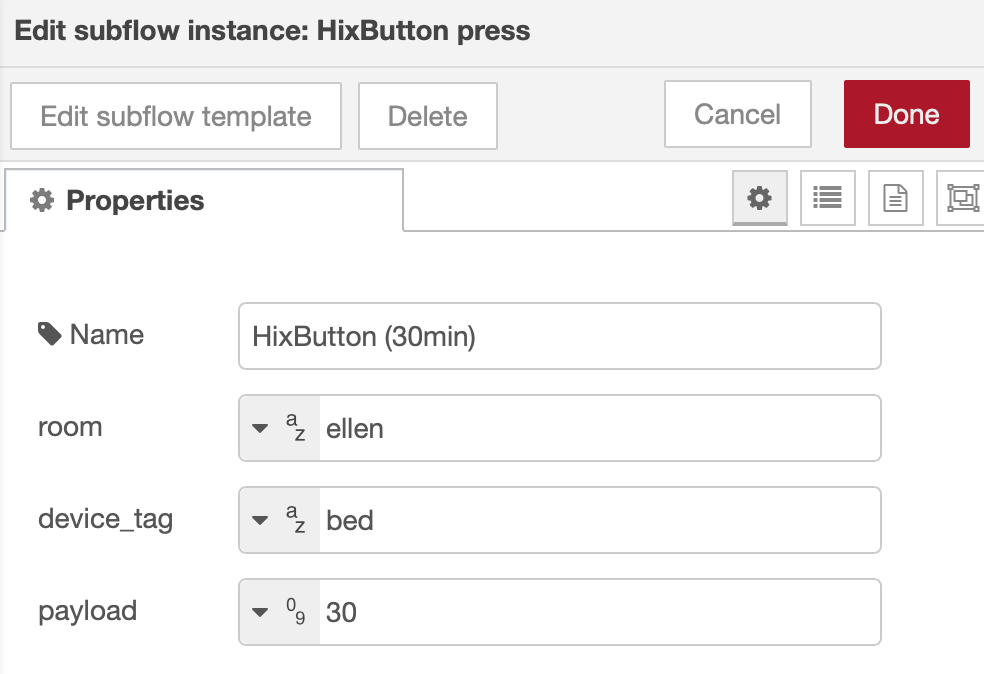 Edit subflow instance: HixButton press
Edit subflow template Delete Cancel Done
Properties
Name HixButton (30min)
room a z ellen
device_tag a z bed
payload 0 9 30